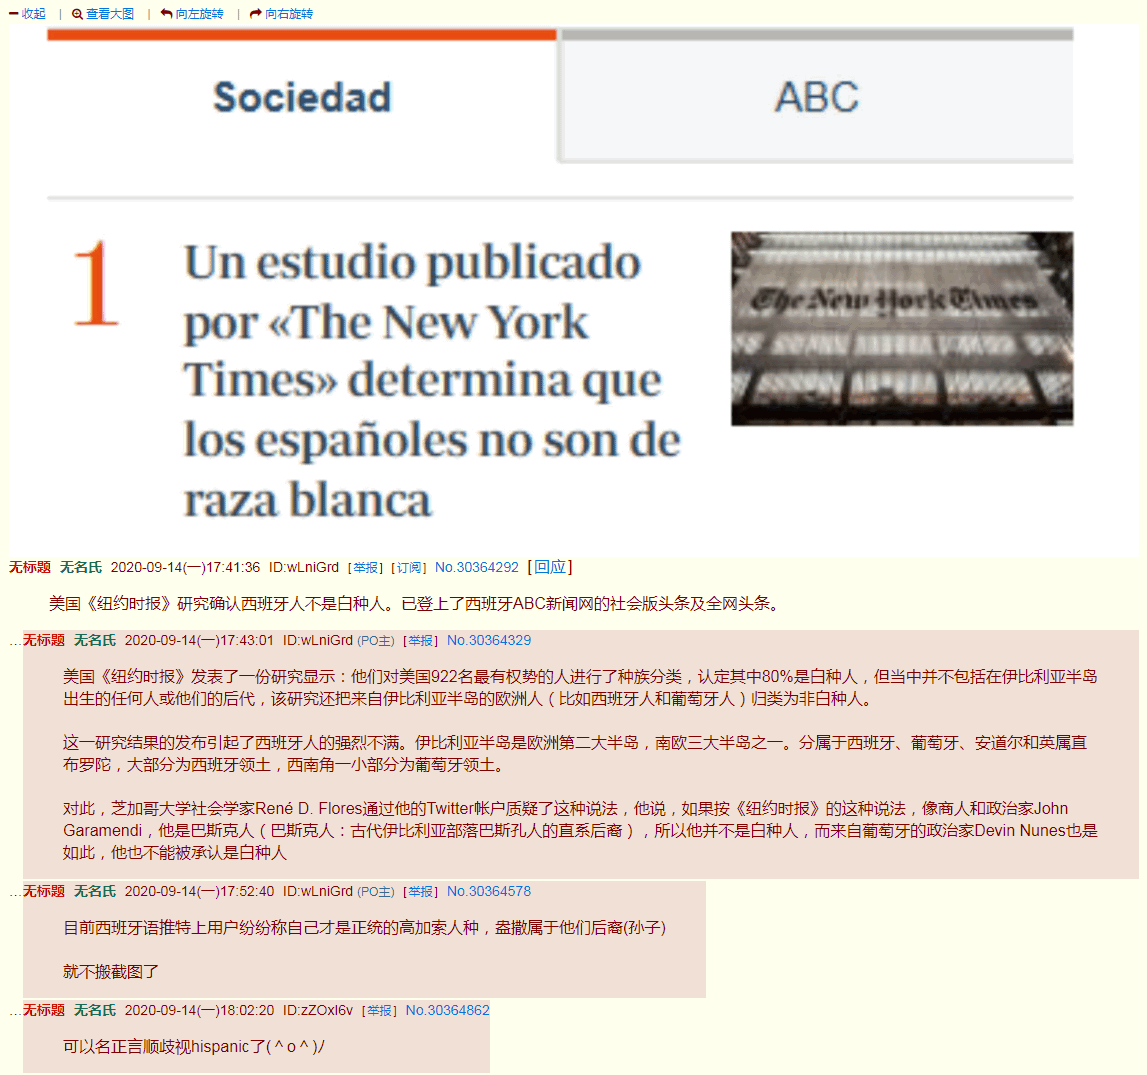 收起 | 查看大图 | 向左旋转 | 向右旋转
Sociedad
ABC
1
Un estudio publicado
por «The New York
Times» determina que
los españoles no son de
raza blanca
The New York Times
无标题 无名氏 2020-09-14(一)17:41:36 ID:wLniGrd [举报] [订阅] No.30364292 [回应]
美国《纽约时报》研究确认西班牙人不是白种人。已登上了西班牙ABC新闻网的社会版头条及全网头条。
…无标题 无名氏 2020-09-14(一)17:43:01 ID:wLniGrd (PO主) [举报] No.30364329
美国《纽约时报》发表了一份研究显示：他们对美国922名最有权势的人进行了种族分类，认定其中80%是白种人，但当中并不包括在伊比利亚半岛
出生的任何人或他们的后代，该研究还把来自伊比利亚半岛的欧洲人（比如西班牙人和葡萄牙人）归类为非白种人。
这一研究结果的发布引起了西班牙人的强烈不满。伊比利亚半岛是欧洲第二大半岛，南欧三大半岛之一。分属于西班牙、葡萄牙、安道尔和英属直
布罗陀，大部分为西班牙领土，西南角一小部分为葡萄牙领土。
对此，芝加哥大学社会学家René D. Flores通过他的Twitter帐户质疑了这种说法，他说，如果按《纽约时报》的这种说法，像商人和政治家John
Garamendi，他是巴斯克人（巴斯克人：古代伊比利亚部落巴斯孔人的直系后裔），所以他并不是白种人，而来自葡萄牙的政治家Devin Nunes也是
如此，他也不能被承认是白种人
…无标题 无名氏 2020-09-14(一)17:52:40 ID:wLniGrd (PO主) [举报] No.30364578
目前西班牙语推特上用户纷纷称自己才是正统的高加索人种，盎撒属于他们后裔(孙子)
就不搬截图了
…无标题 无名氏 2020-09-14(一)18:02:20 ID:zZOxI6v [举报] No.30364862
可以名正言顺歧视hispanic了( ^ o ^ )ﾉ